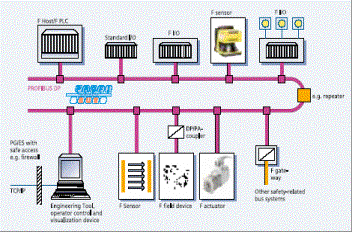 F Host/F PLC
Standard I/O
F I/O
F sensor
F I/O
PROFIBUS DP
e.g. repeater
DP/PA-
coupler
PG/ES with
safe access
e.g. firewall
TCP/IP
Engineering Tool,
operator control and
visualization device
F Sensor
F field device
F actuator
F gate-
way
Other safety-related
bus systems